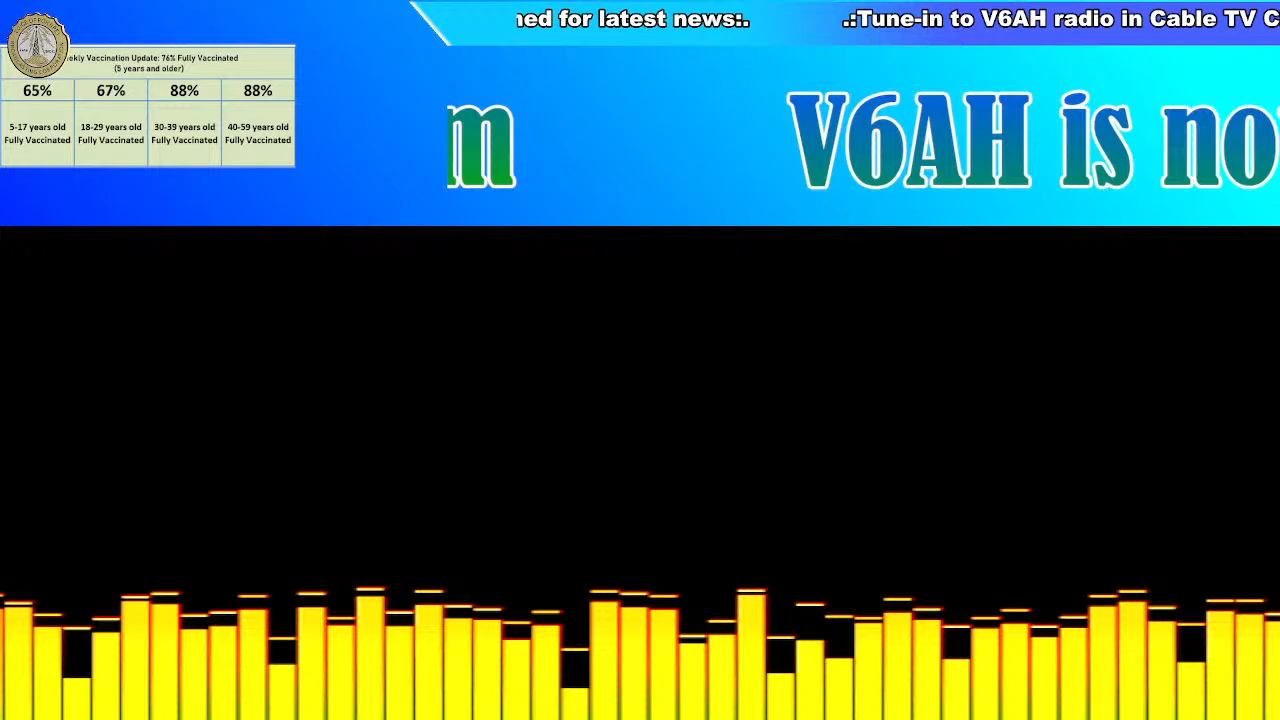 ned for latest news:. .:Tune-in to V6AH radio in Cable TV C
ekly Vaccination Update: 76% Fully Vaccinated
(5 years and older)
65% 67% 88% 88%
5-17 years old 18-29 years old 30-39 years old 40-59 years old
Fully Vaccinated Fully Vaccinated Fully Vaccinated Fully Vaccinated
m V6AH is no